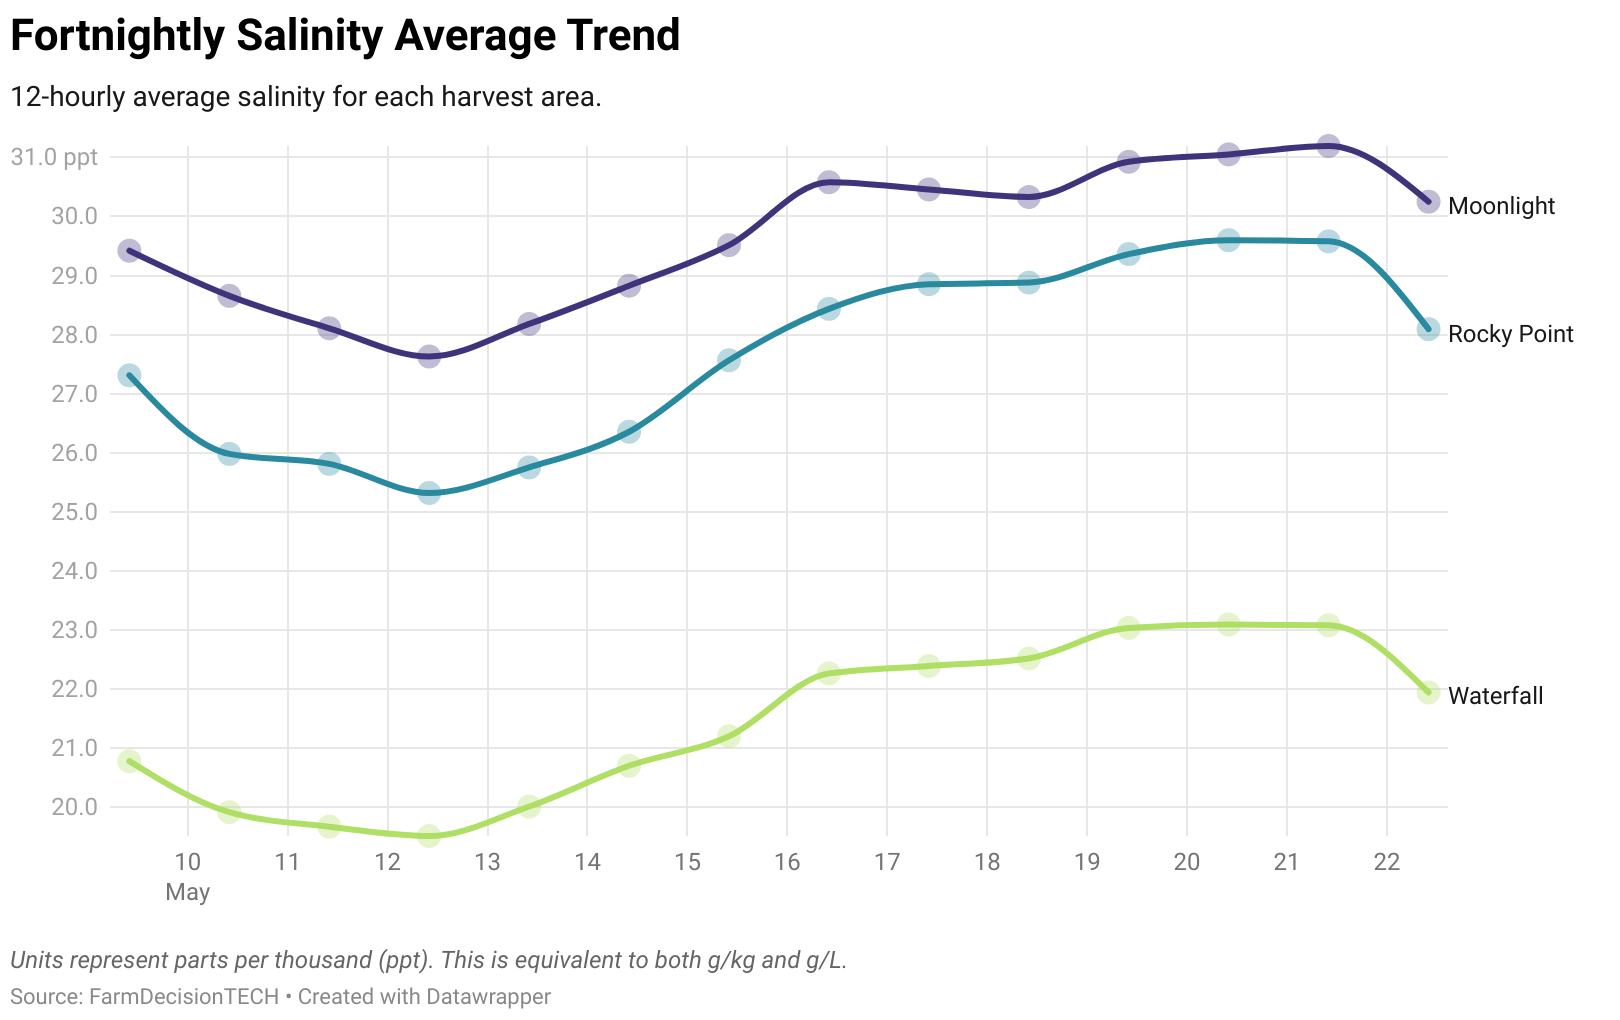 Fortnightly Salinity Average Trend
12-hourly average salinity for each harvest area.
31.0 ppt
30.0
29.0
28.0
27.0
26.0
25.0
24.0
23.0
22.0
21.0
20.0
Moonlight
Rocky Point
Waterfall
10 11 12 13 14 15 16 17 18 19 20 21 22
May
Units represent parts per thousand (ppt). This is equivalent to both g/kg and g/L.
Source: FarmDecisionTECH • Created with Datawrapper